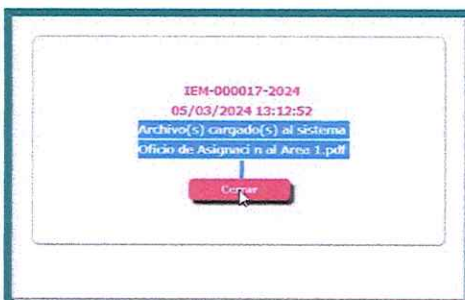 IEM-000017-2024
05/03/2024 13:12:52
Archivo(s) cargado(s) al sistema
Oficio de Asignaci n al Area 1.pdf
Cerrar